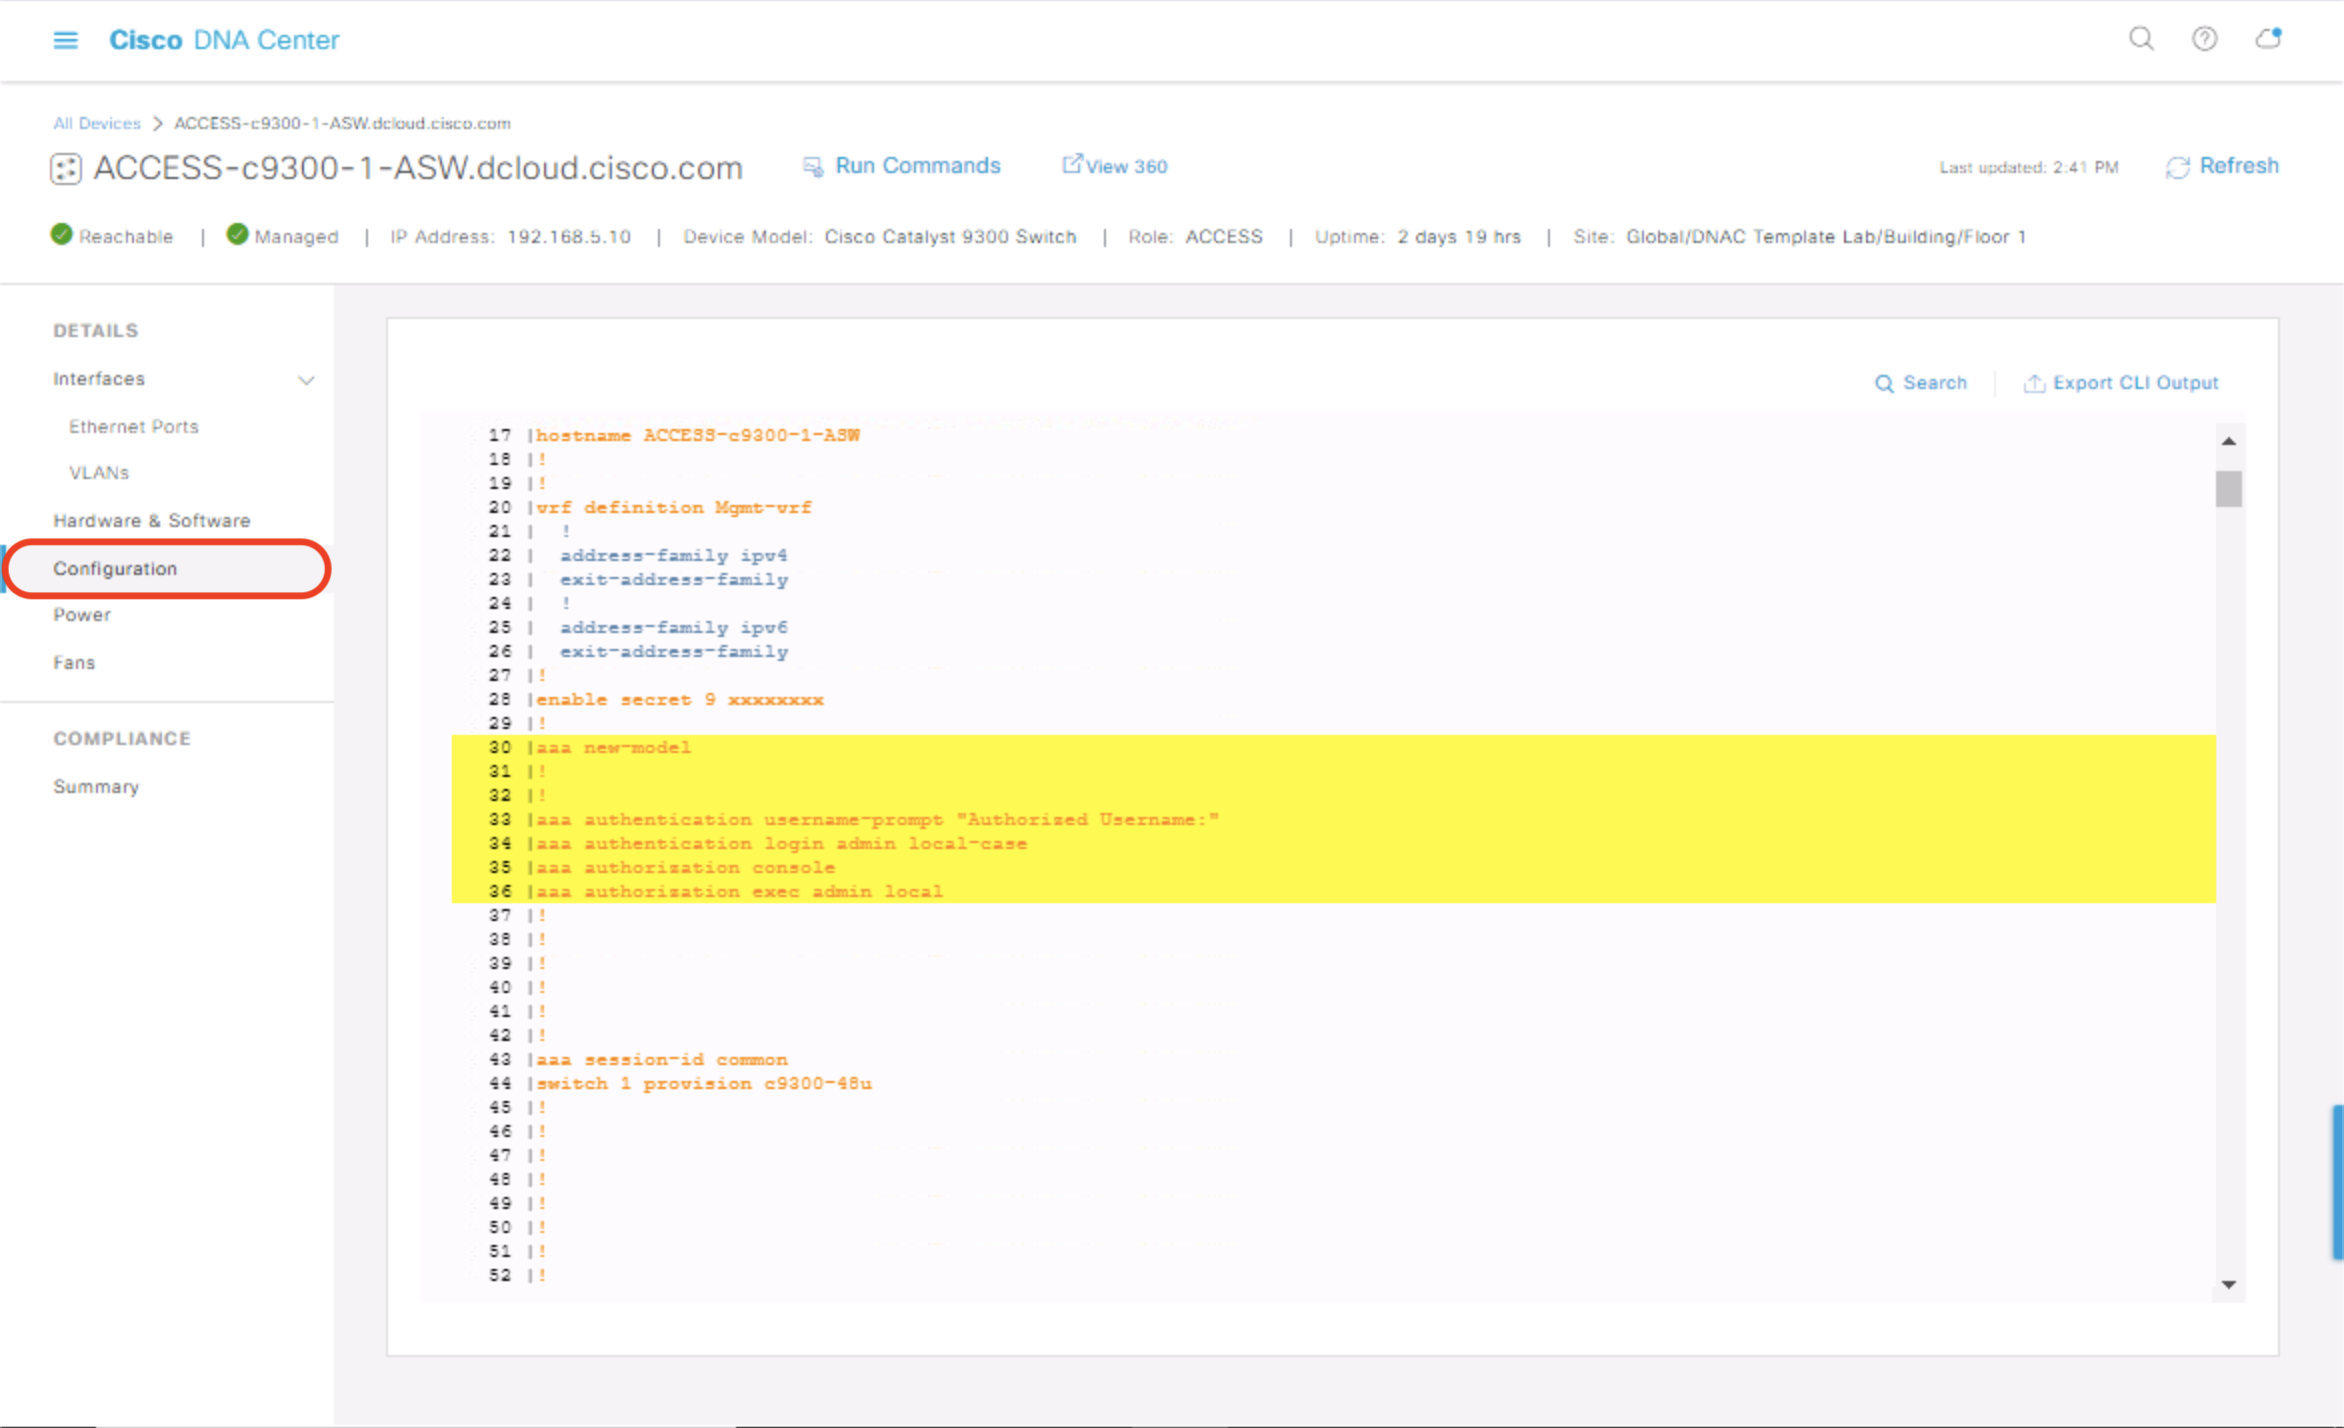 Cisco DNA Center
All Devices > ACCESS-c9300-1-ASW.dcloud.cisco.com
ACCESS-c9300-1-ASW.dcloud.cisco.com Run Commands View 360 Last updated: 2:41 PM Refresh
Reachable | Managed | IP Address: 192.168.5.10 | Device Model: Cisco Catalyst 9300 Switch | Role: ACCESS | Uptime: 2 days 19 hrs | Site: Global/DNAC Template Lab/Building/Floor 1
DETAILS
Interfaces
Ethernet Ports
VLANs
Hardware & Software
Configuration
Power
Fans
COMPLIANCE
Summary
Search Export CLI Output
17 |hostname ACCESS-c9300-1-ASW
18 |!
19 |!
20 |vrf definition Mgmt-vrf
21 | !
22 | address-family ipv4
23 | exit-address-family
24 | !
25 | address-family ipv6
26 | exit-address-family
27 |!
28 |enable secret 9 xxxxxxxx
29 |!
30 |aaa new-model
31 |!
32 |!
33 |aaa authentication username-prompt "Authorized Username:"
34 |aaa authentication login admin local-case
35 |aaa authorization console
36 |aaa authorization exec admin local
37 |!
38 |!
39 |!
40 |!
41 |!
42 |!
43 |aaa session-id common
44 |switch 1 provision c9300-48u
45 |!
46 |!
47 |!
48 |!
49 |!
50 |!
51 |!
52 |!